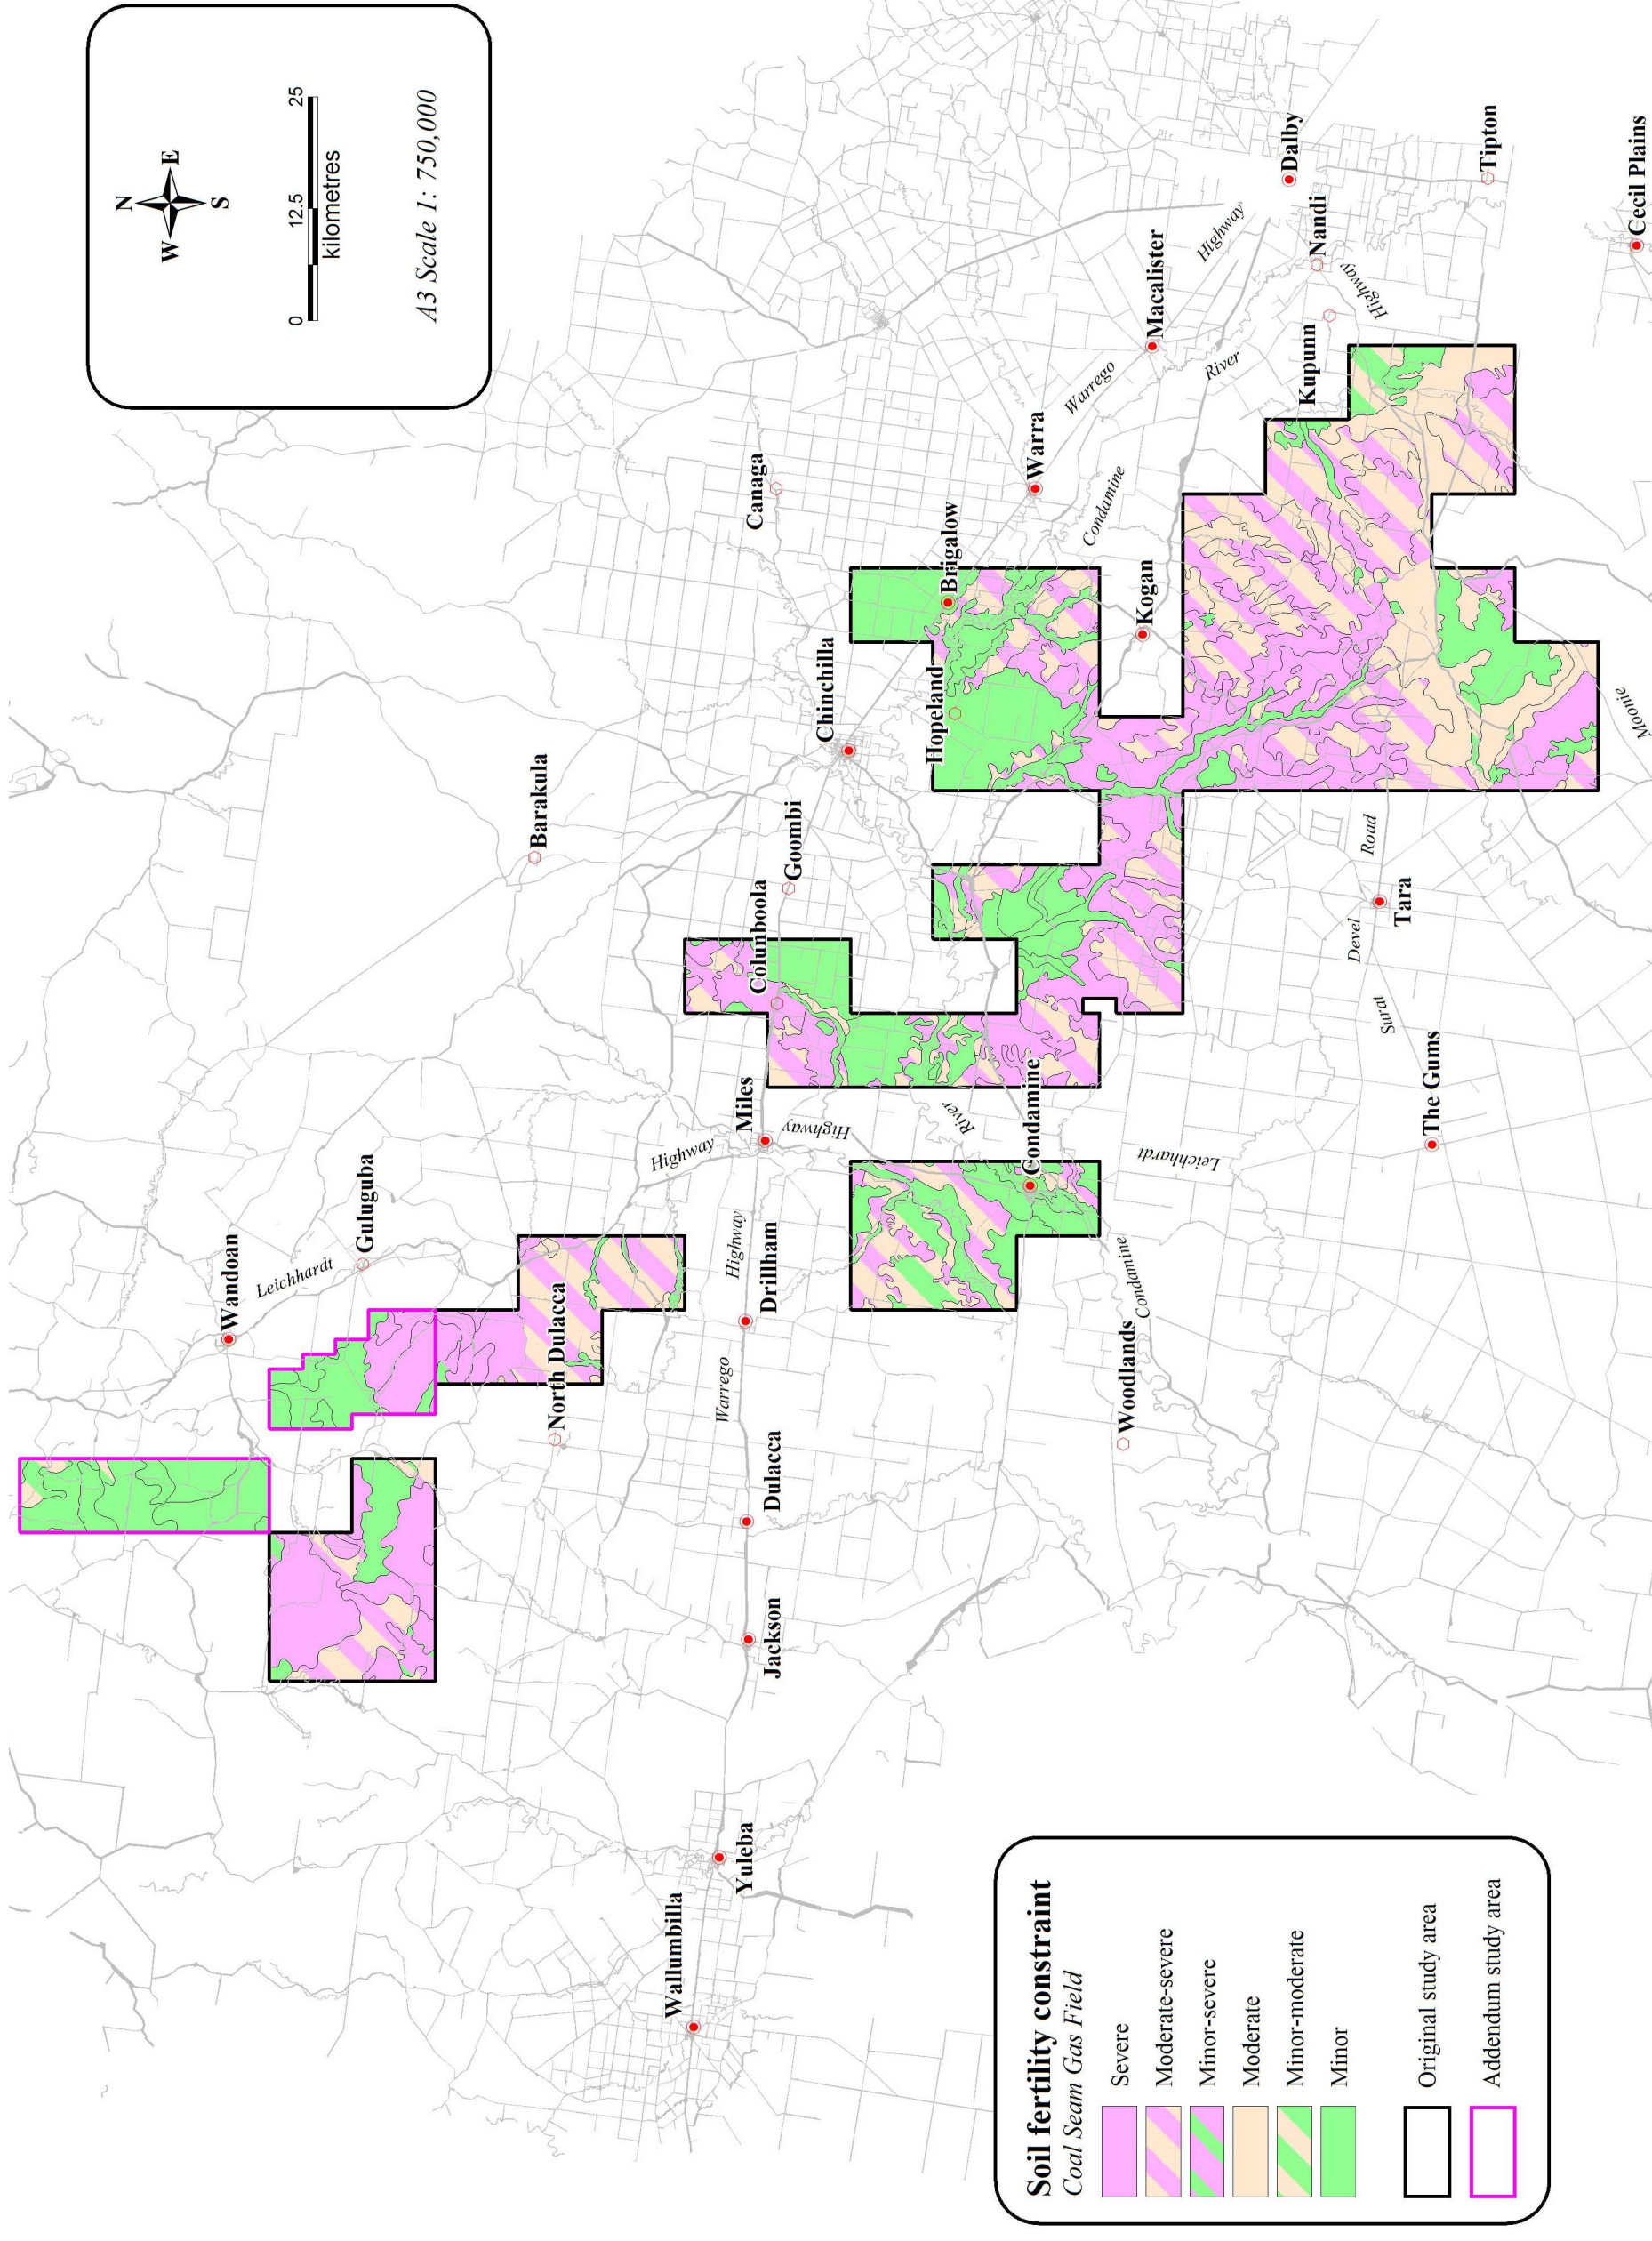 N
W
E
S
0
12.5
25
kilometres
A3 Scale 1: 750,000
Wandoan
Leichhardt
Guluguba
Barakula
North Dulacca
Highway
Canaga
Wallumbilla
Yuleba
Jackson
Dulacca
Warrego
Drillham
Highway
Miles
Highway
Columboola
Goombi
Chinchilla
Hopeland
Brigalow
Warra
Warrego
Macalister
Highway
Dalby
River
Condamine
Condamine
River
Kogan
Kupunn
Nandi
Highway
Tipton
Cecil Plains
Woodlands
Condamine
Leichhardt
The Gums
Surat
Devel
Road
Tara
Moonie
Soil fertility constraint
Coal Seam Gas Field
Severe
Moderate-severe
Minor-severe
Moderate
Minor-moderate
Minor
Original study area
Addendum study area